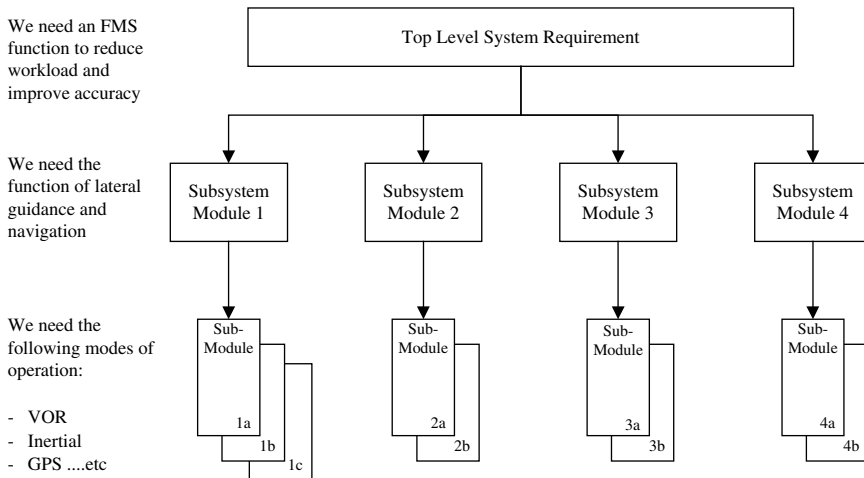 We need an FMS
function to reduce
workload and
improve accuracy
Top Level System Requirement
We need the
function of lateral
guidance and
navigation
Subsystem
Module 1
Subsystem
Module 2
Subsystem
Module 3
Subsystem
Module 4
We need the
following modes of
operation:
- VOR
- Inertial
- GPS ....etc
Sub-
Module
1a
1b
1c
Sub-
Module
2a
2b
Sub-
Module
3a
3b
Sub-
Module
4a
4b